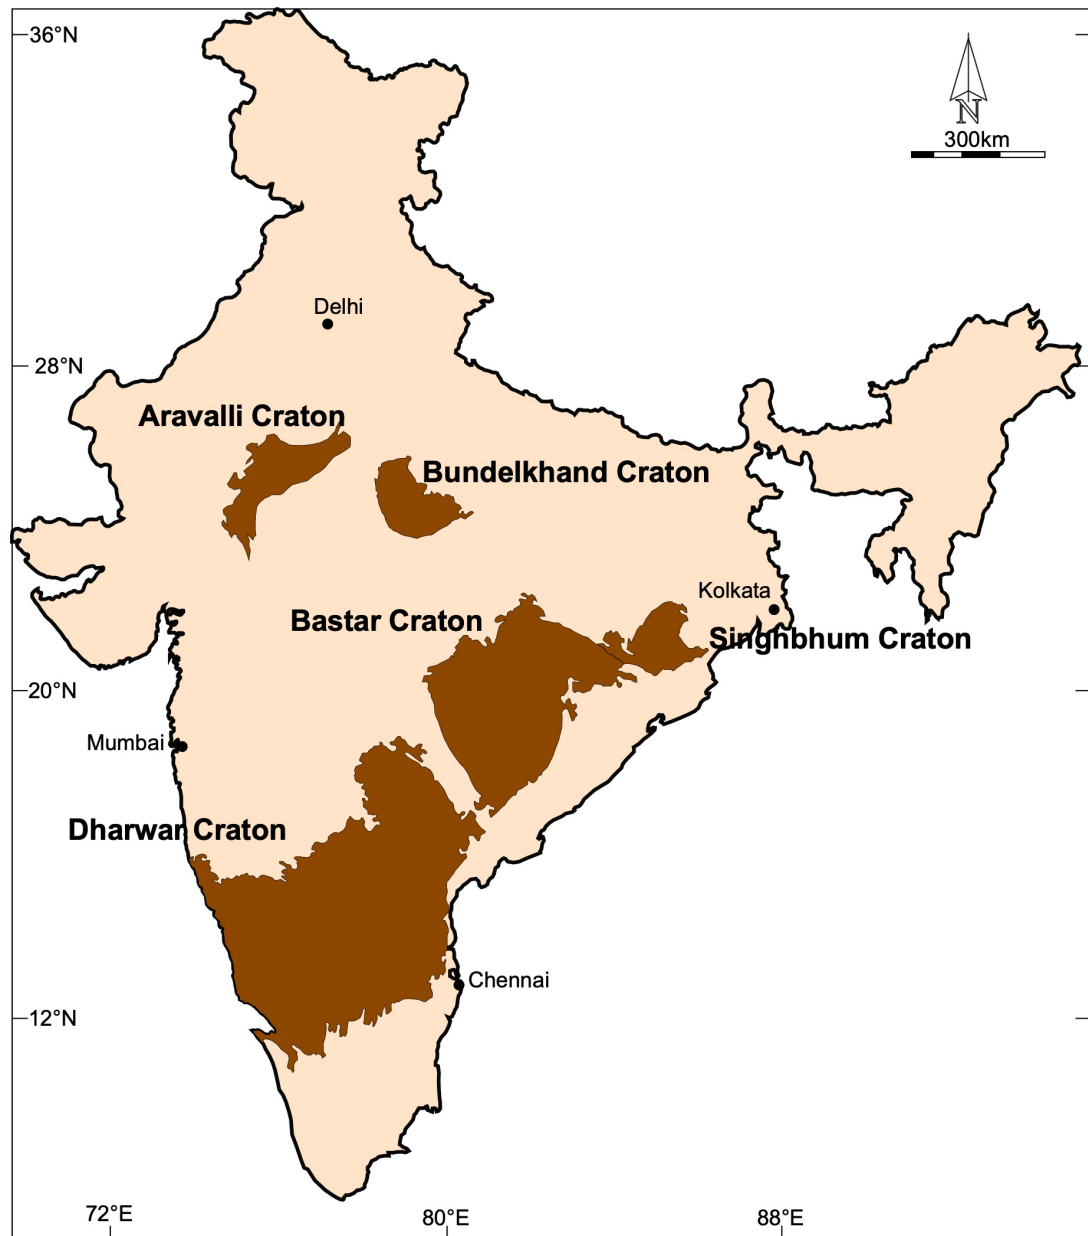 36°N
N
300km
Delhi
28°N
Aravalli Craton
Bundelkhand Craton
Kolkata
Bastar Craton
Singhbhum Craton
20°N
Mumbai
Dharwar Craton
Chennai
12°N
72°E
80°E
88°E